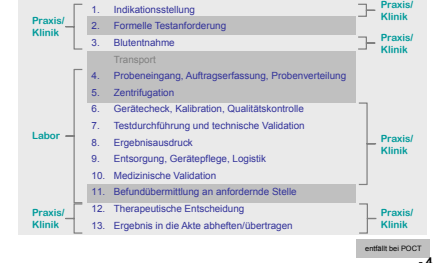 Praxis/
Klinik
1. Indikationsstellung
2. Formelle Testanforderung
3. Blutentnahme
Praxis/
Klinik
Praxis/
Klinik
Transport
Labor
4. Probeneingang, Auftragserfassung, Probenverteilung
5. Zentrifugation
6. Gerätecheck, Kalibration, Qualitätskontrolle
7. Testdurchführung und technische Validation
8. Ergebnisausdruck
9. Entsorgung, Gerätepflege, Logistik
10. Medizinische Validation
11. Befundübermittlung an anfordernde Stelle
Praxis/
Klinik
Praxis/
Klinik
12. Therapeutische Entscheidung
13. Ergebnis in die Akte abheften/übertragen
Praxis/
Klinik
entfällt bei POCT